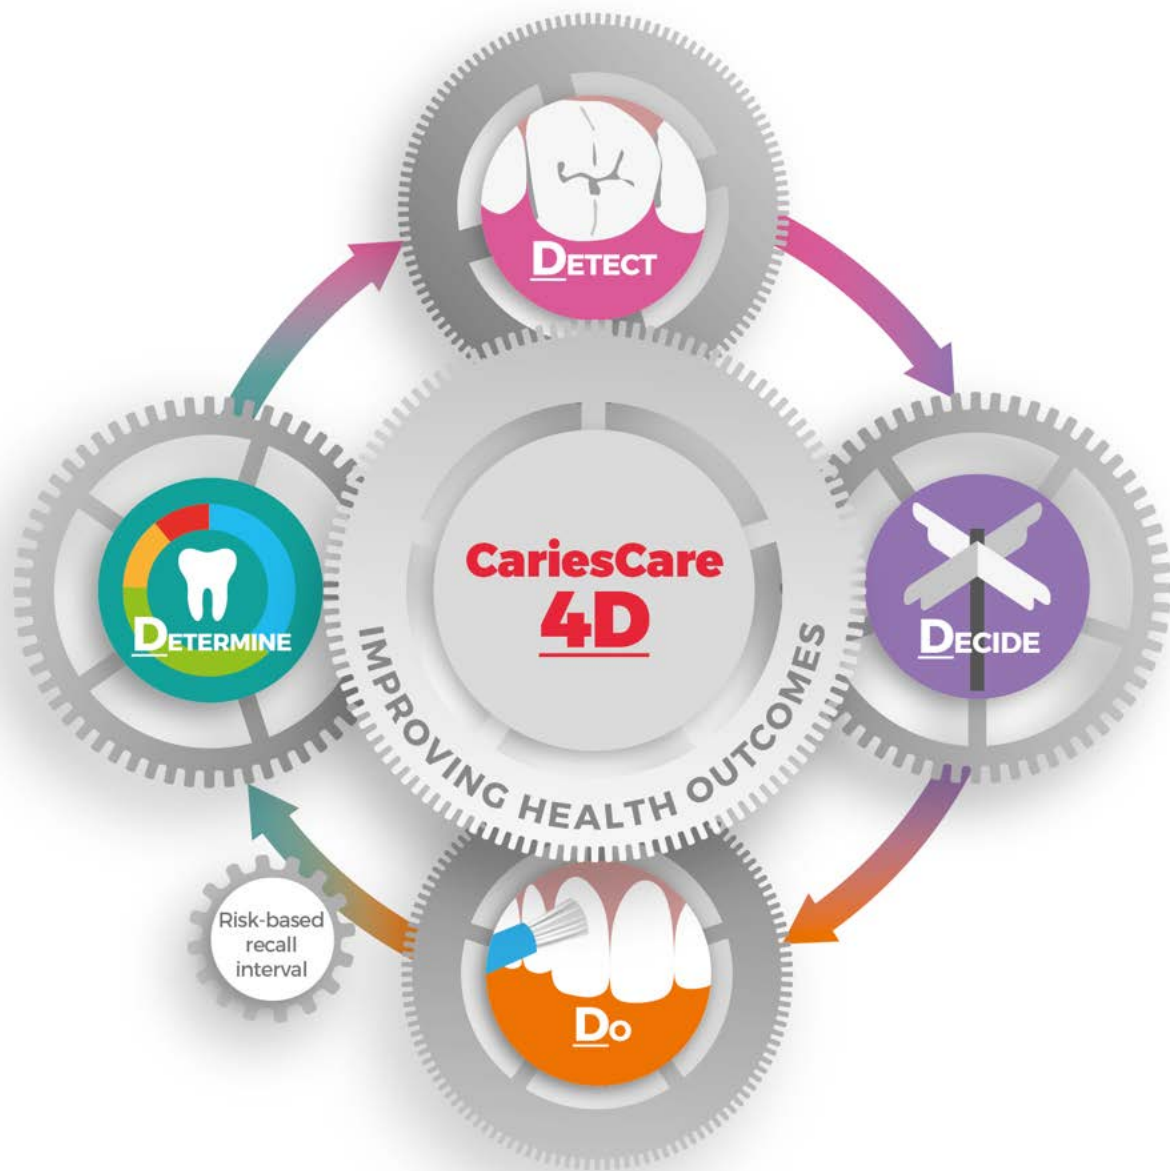 DETECT
DETERMINE
CariesCare
4D
DECIDE
IMPROVING HEALTH OUTCOMES
Risk-based
recall
interval
DO